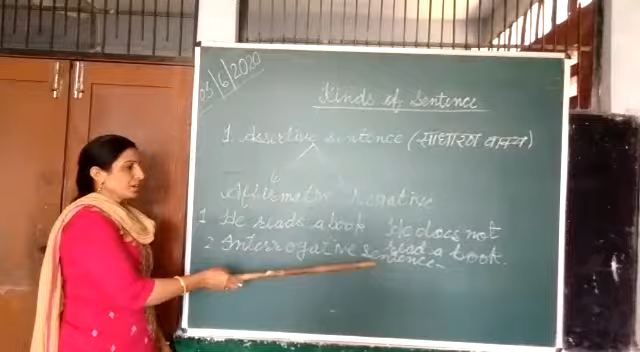 03/6/2020
Kinds of Sentence
1. Assertive sentence (साधारण वाक्य)
Affirmative Negative
1 He reads a book He does not read a book.
2 Interrogative sentence